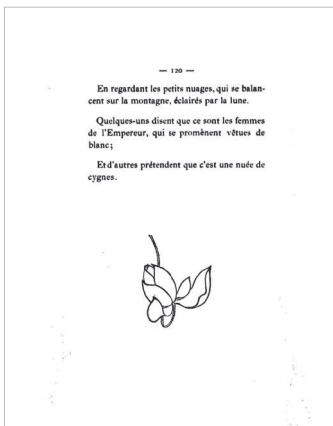 — 120 —
En regardant les petits nuages, qui se balan-
cent sur la montagne, éclairés par la lune.
Quelques-uns disent que ce sont les femmes
de l'Empereur, qui se promènent vêtues de
blanc;
Et d'autres prétendent que c'est une nuée de
cygnes.